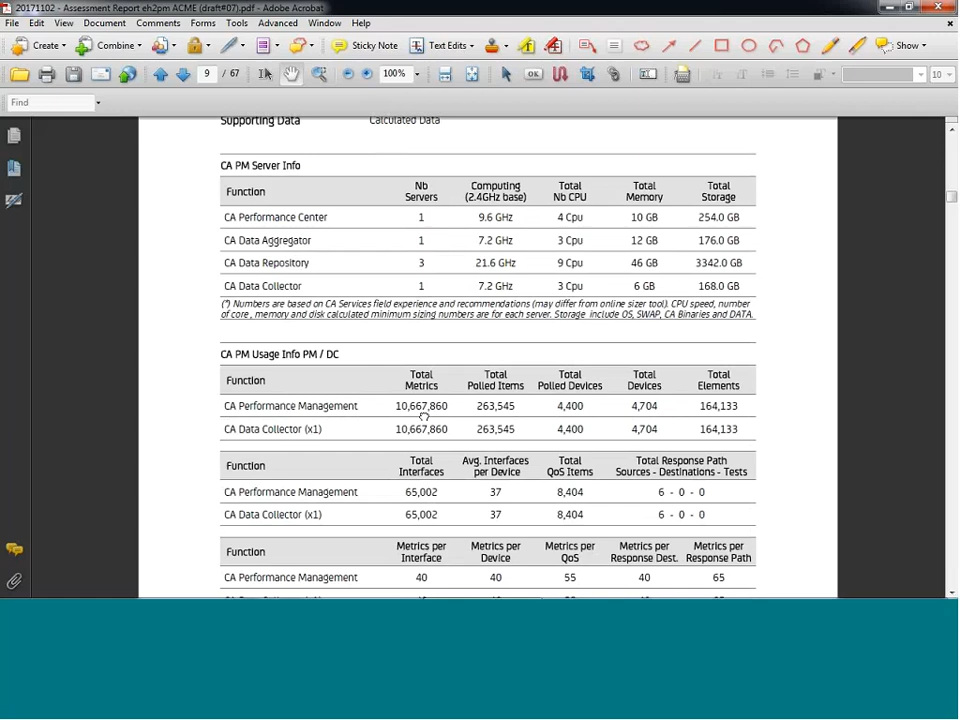 20171102 - Assessment Report eh2pm ACME (draft#07).pdf - Adobe Acrobat
File Edit View Document Comments Forms Tools Advanced Window Help
Create Combine Sticky Note Text Edits Show
9 / 67 100% OK 10
Find
Supporting Data Calculated Data
CA PM Server Info
Function Nb Servers Computing (2.4GHz base) Total Nb CPU Total Memory Total Storage
CA Performance Center 1 9.6 GHz 4 Cpu 10 GB 254.0 GB
CA Data Aggregator 1 7.2 GHz 3 Cpu 12 GB 176.0 GB
CA Data Repository 3 21.6 GHz 9 Cpu 46 GB 3342.0 GB
CA Data Collector 1 7.2 GHz 3 Cpu 6 GB 168.0 GB
(*) Numbers are based on CA Services field experience and recommendations (may differ from online sizer tool). CPU speed, number
of core , memory and disk calculated minimum sizing numbers are for each server. Storage include OS, SWAP, CA Binaries and DATA.
CA PM Usage Info PM / DC
Function Total Metrics Total Polled Items Total Polled Devices Total Devices Total Elements
CA Performance Management 10,667,860 263,545 4,400 4,704 164,133
CA Data Collector (x1) 10,667,860 263,545 4,400 4,704 164,133
Function Total Interfaces Avg. Interfaces per Device Total QoS Items Total Response Path Sources - Destinations - Tests
CA Performance Management 65,002 37 8,404 6 - 0 - 0
CA Data Collector (x1) 65,002 37 8,404 6 - 0 - 0
Function Metrics per Interface Metrics per Device Metrics per QoS Metrics per Response Dest. Metrics per Response Path
CA Performance Management 40 40 55 40 65